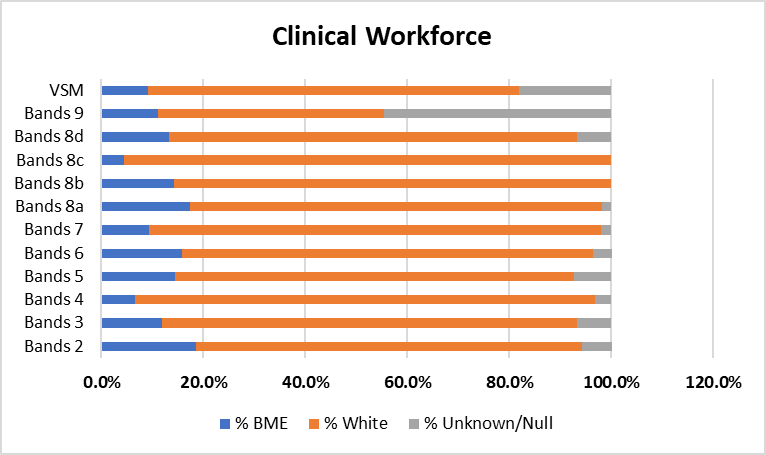 Clinical Workforce
VSM
Bands 9
Bands 8d
Bands 8c
Bands 8b
Bands 8a
Bands 7
Bands 6
Bands 5
Bands 4
Bands 3
Bands 2
0.0% 20.0% 40.0% 60.0% 80.0% 100.0% 120.0%
% BME % White % Unknown/Null